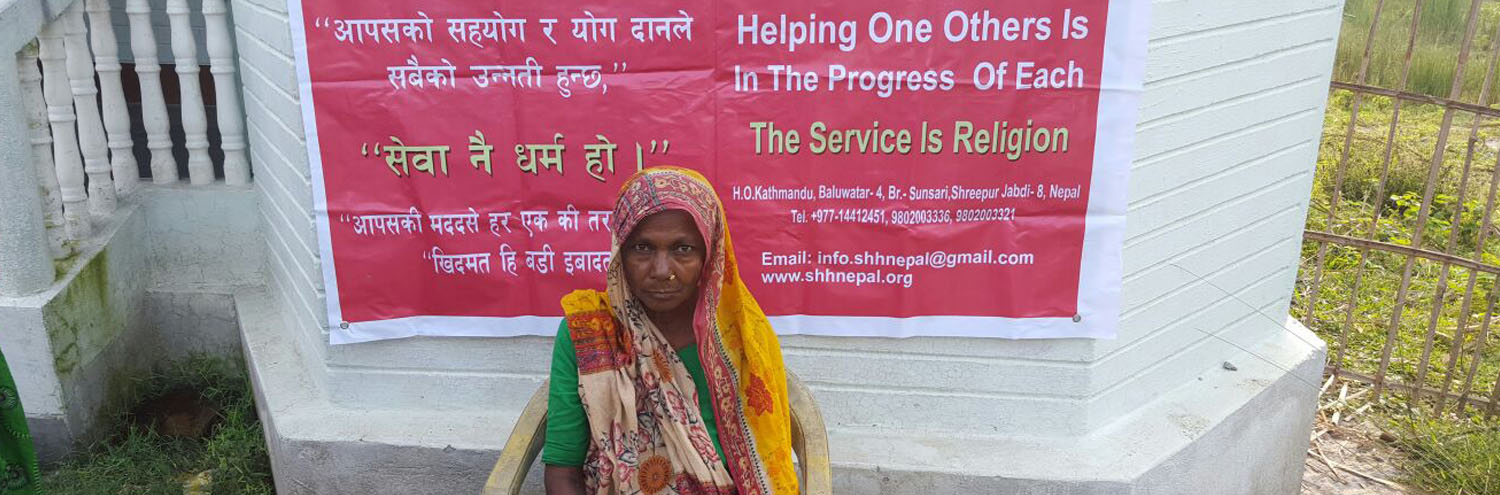 “आपसको सहयोग र योग दानले
सबैको उन्नती हुन्छ,”
“सेवा नै धर्म हो ।”
“आपसकी मददसे हर एक की
“खिदमत हि बडी
Helping One Others Is
In The Progress Of Each
The Service Is Religion
H.O.Kathmandu, Baluwatar- 4, Br.- Sunsari,Shreepur Jabdi- 8, Nepal
Tel. +977-14412451, 9802003336, 9802003321
Email: info.shhnepal@gmail.com
www.shhnepal.org